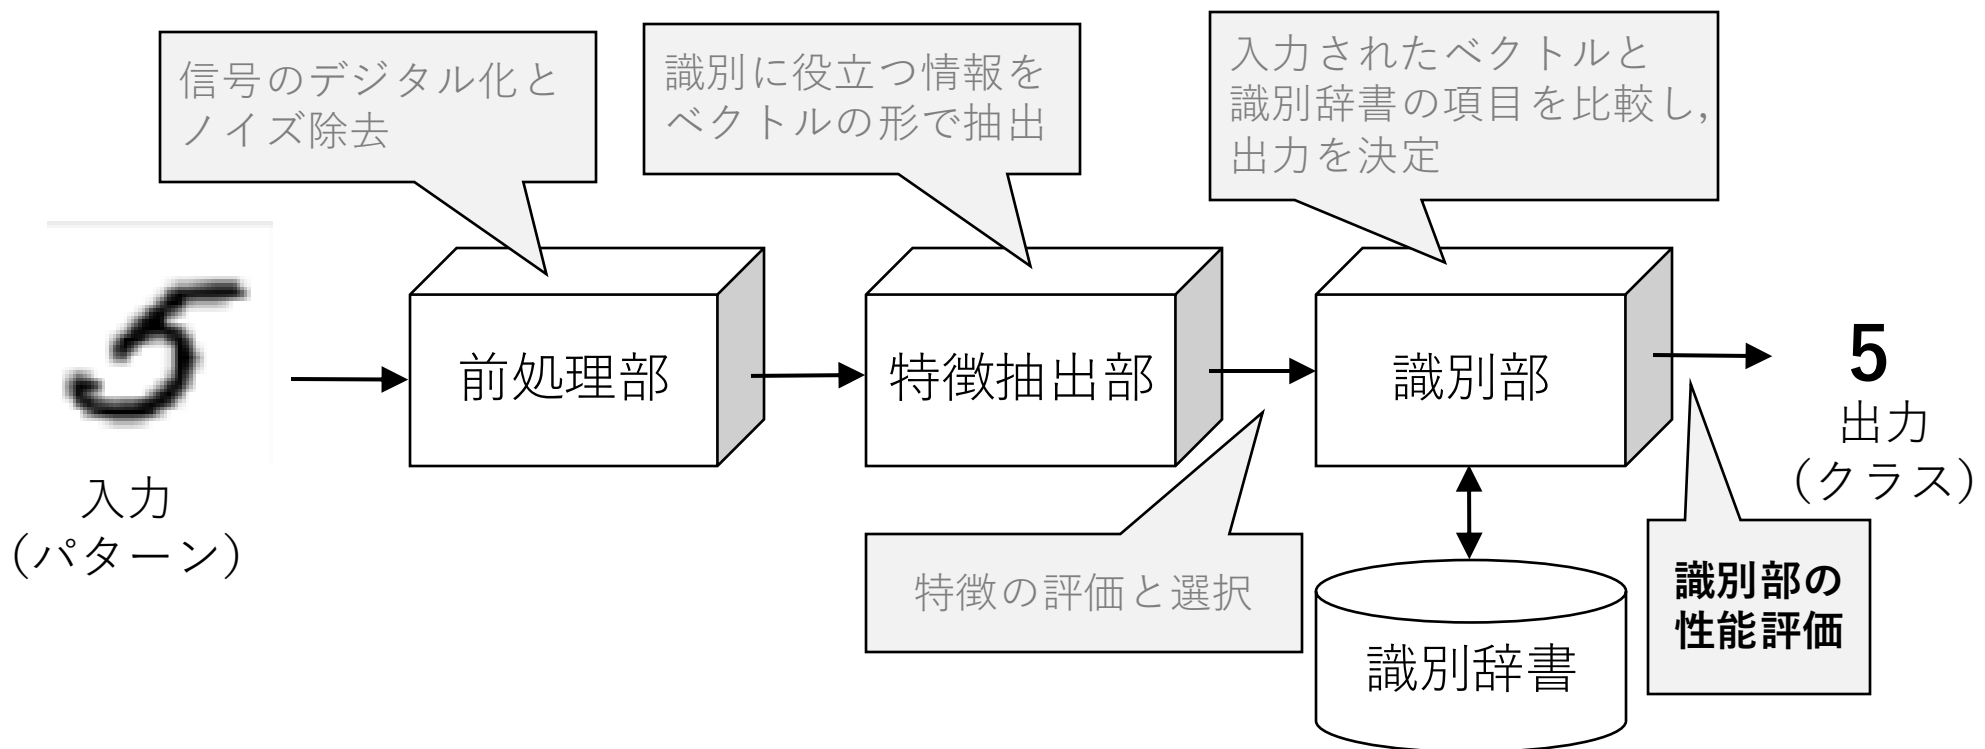 信号のデジタル化と
ノイズ除去
識別に役立つ情報を
ベクトルの形で抽出
入力されたベクトルと
識別辞書の項目を比較し,
出力を決定
5
入力
（パターン）
前処理部
特徴抽出部
識別部
5
出力
（クラス）
特徴の評価と選択
識別辞書
識別部の
性能評価